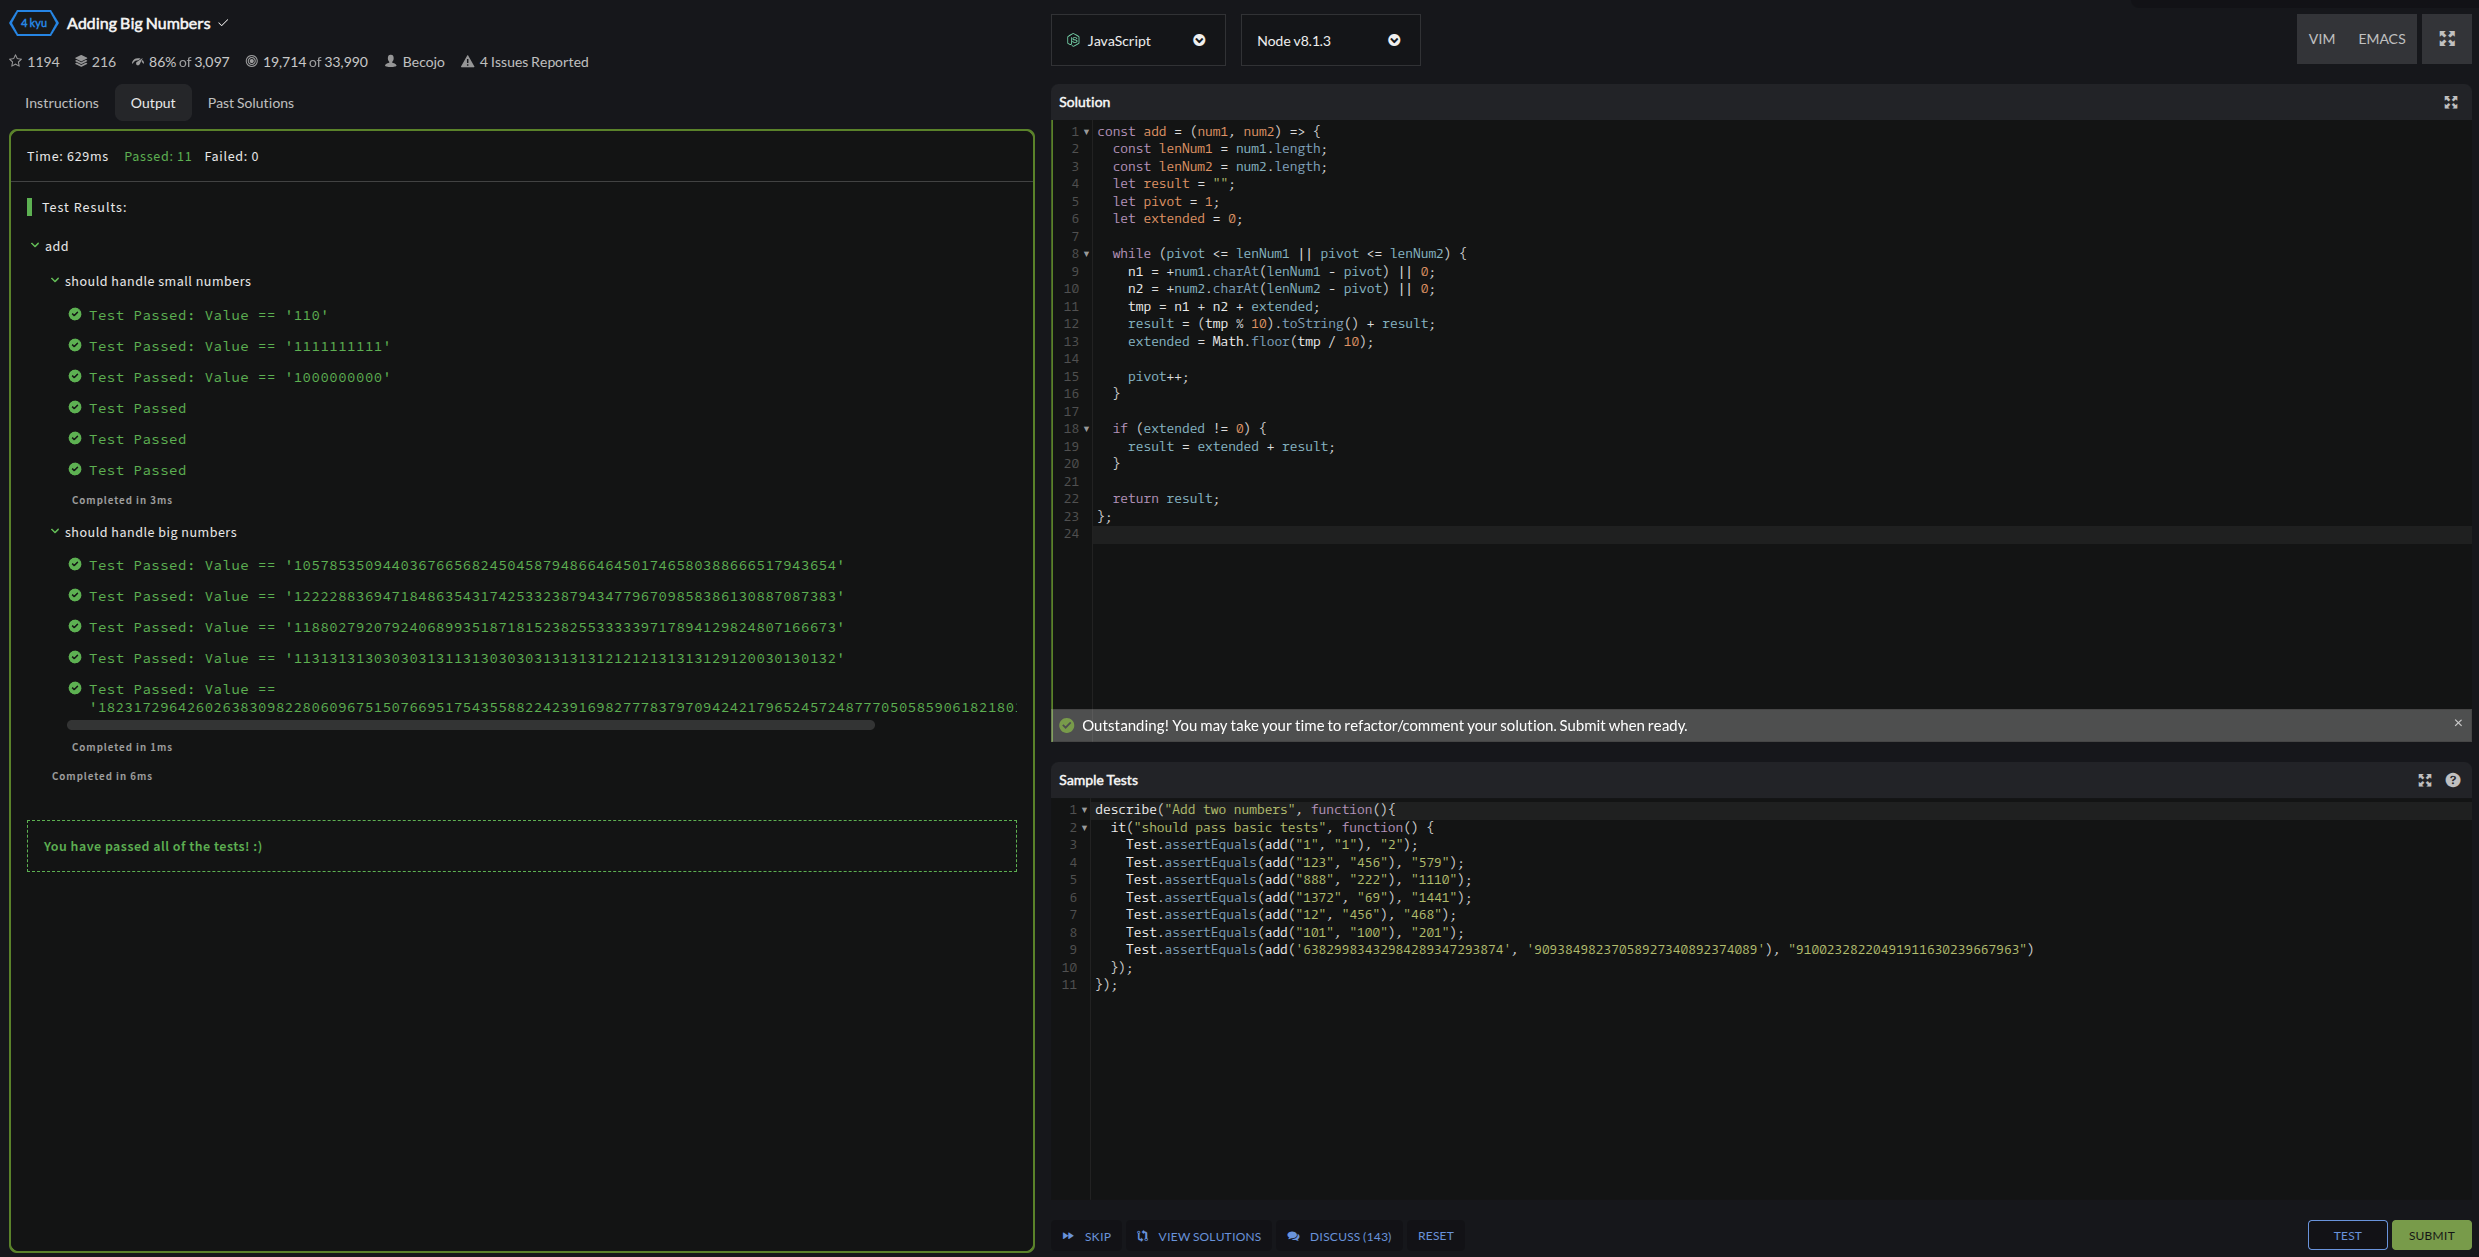 4 kyu Adding Big Numbers
1194 216 86% of 3,097 19,714 of 33,990 Becojo 4 Issues Reported
Instructions Output Past Solutions
Time: 629ms Passed: 11 Failed: 0
Test Results:
add
should handle small numbers
Test Passed: Value == '110'
Test Passed: Value == '1111111111'
Test Passed: Value == '1000000000'
Test Passed
Test Passed
Test Passed
Completed in 3ms
should handle big numbers
Test Passed: Value == '10578535094403676656824504587948664645017465803886665179436​54'
Test Passed: Value == '122228836947184863543174253323879434779670985838613088708​7383'
Test Passed: Value == '118802792079240689935187181523825533333971789412982480716​6673'
Test Passed: Value == '113131313030303131131303030313131312121213131312912003013​0132'
Test Passed: Value ==
'1823172964260263830982280609675150766951754355882242391698277783797094242179652457248777050585906182180
Completed in 1ms
Completed in 6ms
You have passed all of the tests! :)
JavaScript Node v8.1.3 VIM EMACS
Solution
1 const add = (num1, num2) => {
2 const lenNum1 = num1.length;
3 const lenNum2 = num2.length;
4 let result = "";
5 let pivot = 1;
6 let extended = 0;
7
8 while (pivot <= lenNum1 || pivot <= lenNum2) {
9 n1 = +num1.charAt(lenNum1 - pivot) || 0;
10 n2 = +num2.charAt(lenNum2 - pivot) || 0;
11 tmp = n1 + n2 + extended;
12 result = (tmp % 10).toString() + result;
13 extended = Math.floor(tmp / 10);
14
15 pivot++;
16 }
17
18 if (extended != 0) {
19 result = extended + result;
20 }
21
22 return result;
23 };
24
Outstanding! You may take your time to refactor/comment your solution. Submit when ready. ×
Sample Tests ?
1 describe("Add two numbers", function(){
2 it("should pass basic tests", function() {
3 Test.assertEquals(add("1", "1"), "2");
4 Test.assertEquals(add("123", "456"), "579");
5 Test.assertEquals(add("888", "222"), "1110");
6 Test.assertEquals(add("1372", "69"), "1441");
7 Test.assertEquals(add("12", "456"), "468");
8 Test.assertEquals(add("101", "100"), "201");
9 Test.assertEquals(add('63829983432984289347293874', '90938498237058927340892374089'), "91002328220491911630239667963")
10 });
11 });
SKIP VIEW SOLUTIONS DISCUSS (143) RESET TEST SUBMIT